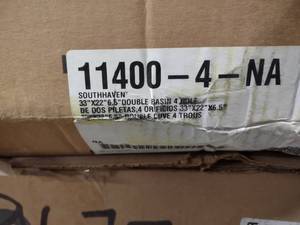 11400-4-NA
SOUTHHAVEN
33"X22"6.5"DOUBLE BASIN 4 HOLE
DE DOS PILETAS,4 ORIFICIOS 33"X22"X6.5"
DOUBLE CUVE 4 TROUS